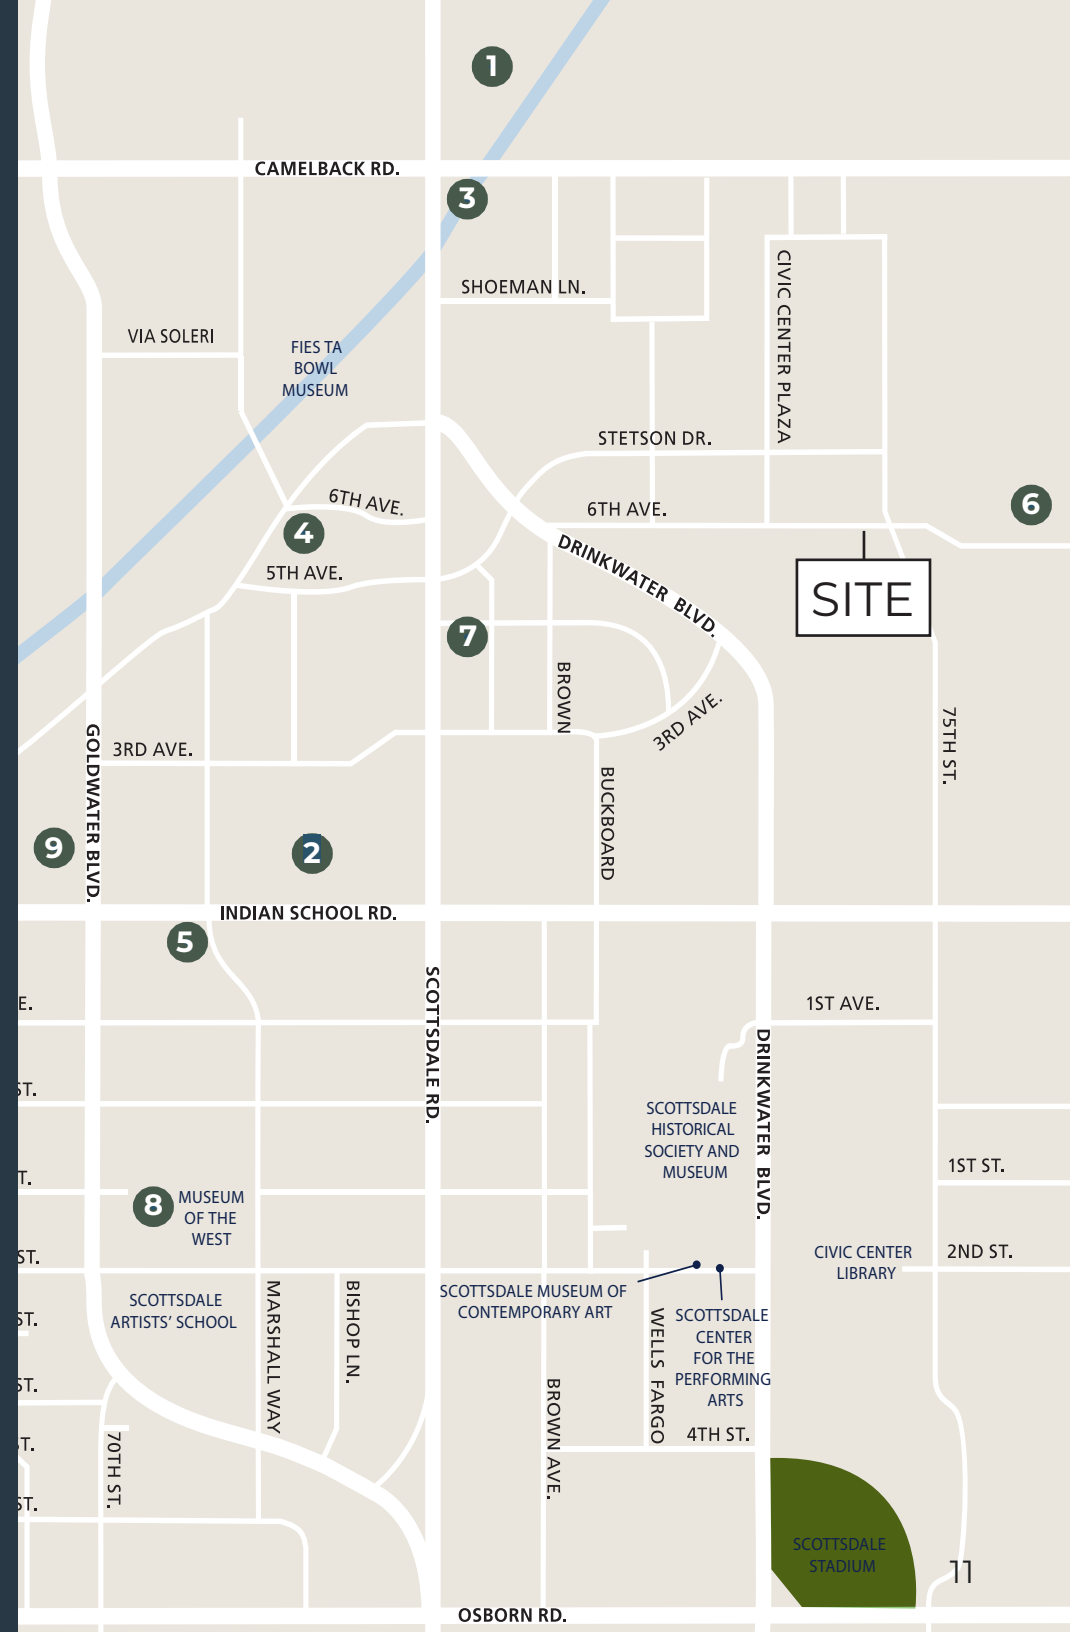 1
CAMELBACK RD.
3
SHOEMAN LN.
VIA SOLERI
FIES TA
BOWL
MUSEUM
CIVIC CENTER PLAZA
STETSON DR.
6TH AVE.
6TH AVE.
6
4
5TH AVE.
DRINKWATER BLVD.
SITE
7
BROWN
3RD AVE.
75TH ST.
GOLDWATER BLVD.
3RD AVE.
BUCKBOARD
9
2
INDIAN SCHOOL RD.
5
SCOTTSDALE RD.
E.
1ST AVE.
DRINKWATER BLVD.
ST.
SCOTTSDALE
HISTORICAL
SOCIETY AND
MUSEUM
1ST ST.
T.
8
MUSEUM
OF THE
WEST
ST.
CIVIC CENTER
LIBRARY
2ND ST.
SCOTTSDALE MUSEUM OF
CONTEMPORARY ART
SCOTTSDALE
ARTISTS' SCHOOL
MARSHALL WAY
BISHOP LN.
WELLS FARGO
SCOTTSDALE
CENTER
FOR THE
PERFORMING
ARTS
ST.
ST.
BROWN AVE.
4TH ST.
70TH ST.
T.
ST.
SCOTTSDALE
STADIUM
11
OSBORN RD.